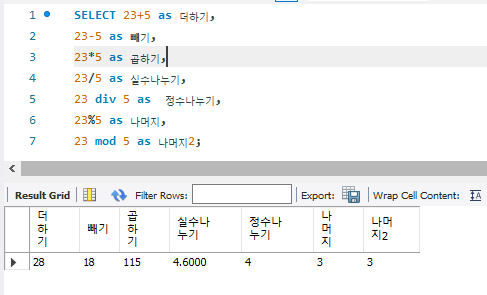 1 SELECT 23+5 as 더하기,
2 23-5 as 빼기,
3 23*5 as 곱하기,
4 23/5 as 실수나누기,
5 23 div 5 as  정수나누기,
6 23%5 as 나머지,
7 23 mod 5 as 나머지2;
Result Grid Filter Rows: Export: Wrap Cell Content:
더하기 빼기 곱하기 실수나누기 정수나누기 나머지 나머지2
28 18 115 4.6000 4 3 3